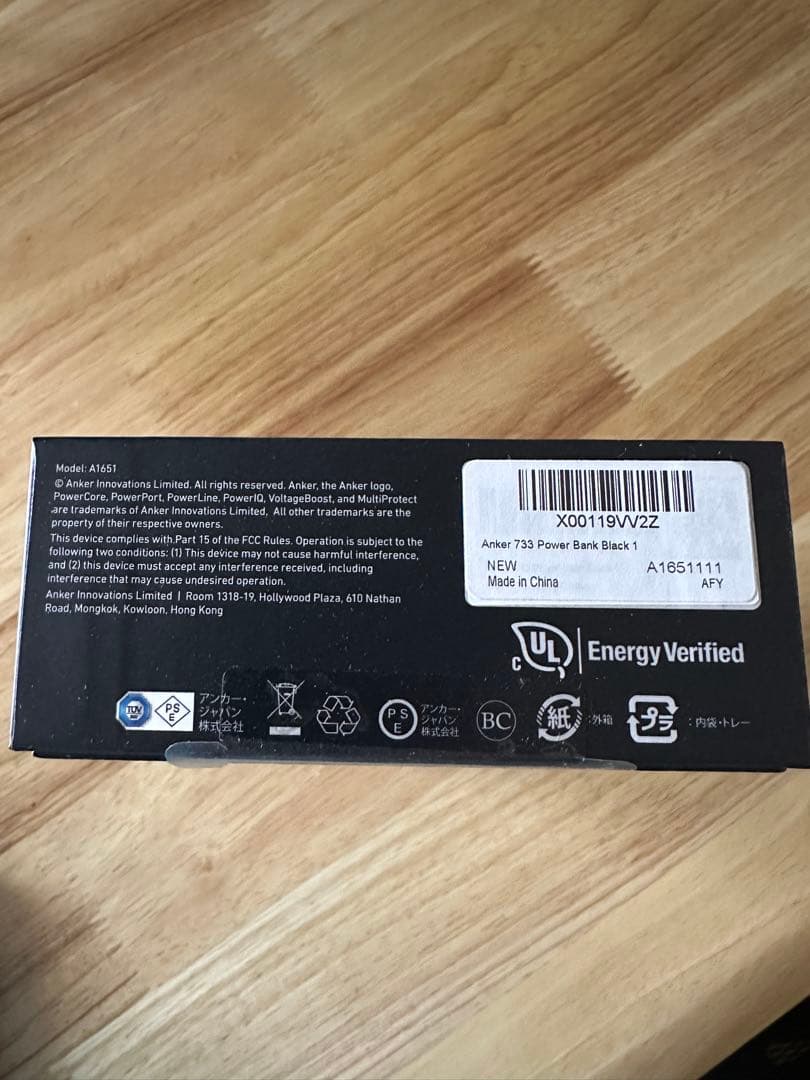 Model: A1651
© Anker Innovations Limited. All rights reserved. Anker, the Anker logo,
PowerCore, PowerPort, PowerLine, PowerIQ, VoltageBoost, and MultiProtect
are trademarks of Anker Innovations Limited, All other trademarks are the
property of their respective owners.
This device complies with Part 15 of the FCC Rules. Operation is subject to the
following two conditions: (1) This device may not cause harmful interference,
and (2) this device must accept any interference received, including
interference that may cause undesired operation.
Anker Innovations Limited | Room 1318-19, Hollywood Plaza, 610 Nathan
Road, Mongkok, Kowloon, Hong Kong
X00119VV2Z
Anker 733 Power Bank Black 1
NEW A1651111
Made in China AFY
c UL Energy Verified
TÜV
PS
E
アンカー・
ジャパン
株式会社
PS
E
アンカー・
ジャパン
株式会社
BC
紙 :外箱
プラ :内袋・トレー